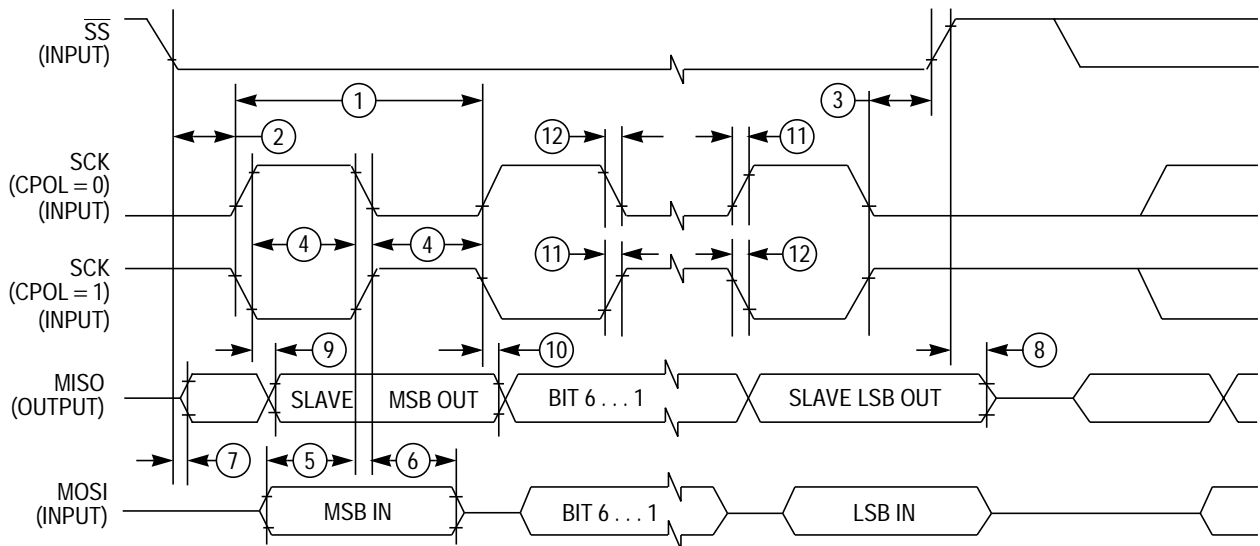 SS
(INPUT)
1
3
2
12
11
SCK
(CPOL = 0)
(INPUT)
4
4
11
12
SCK
(CPOL = 1)
(INPUT)
9
10
8
MISO
(OUTPUT)
SLAVE
MSB OUT
BIT 6 . . . 1
SLAVE LSB OUT
7
5
6
MOSI
(INPUT)
MSB IN
BIT 6 . . . 1
LSB IN